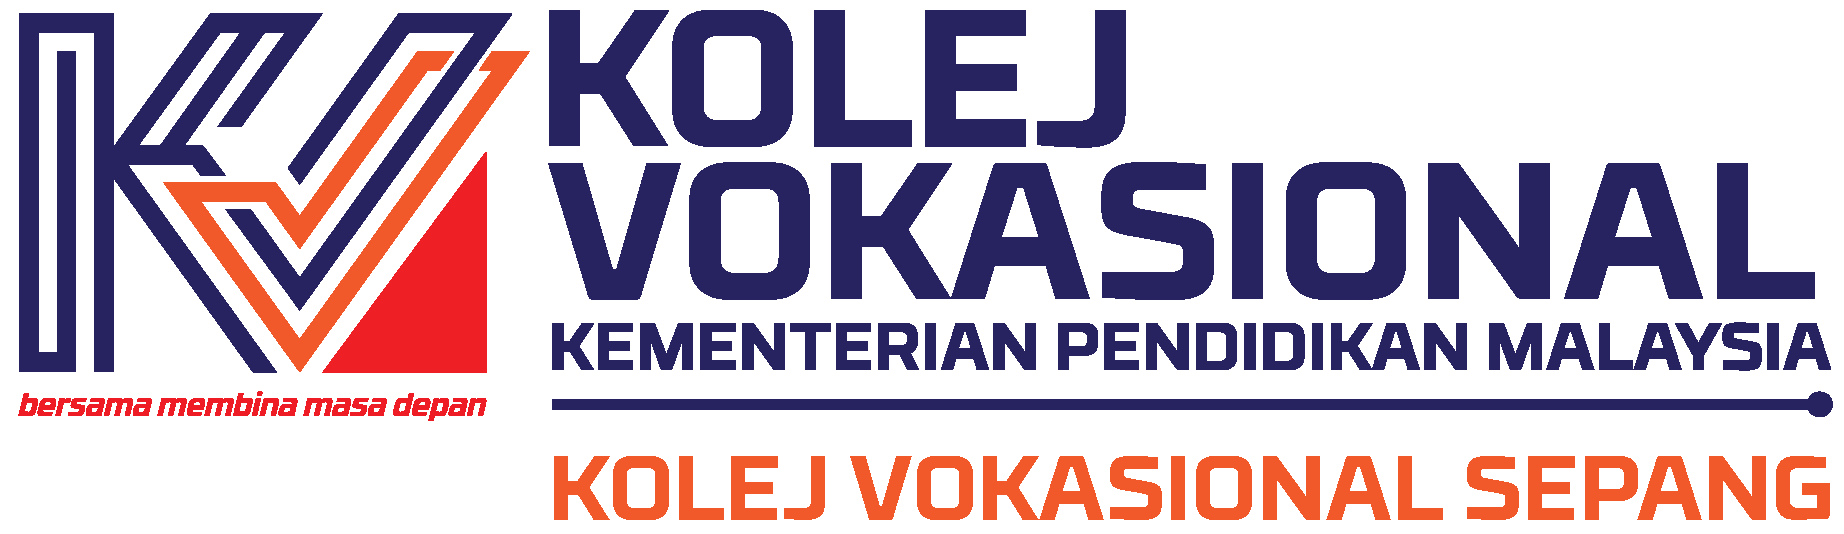 KOLEJ
VOKASIONAL
KEMENTERIAN PENDIDIKAN MALAYSIA
bersama membina masa depan
KOLEJ VOKASIONAL SEPANG